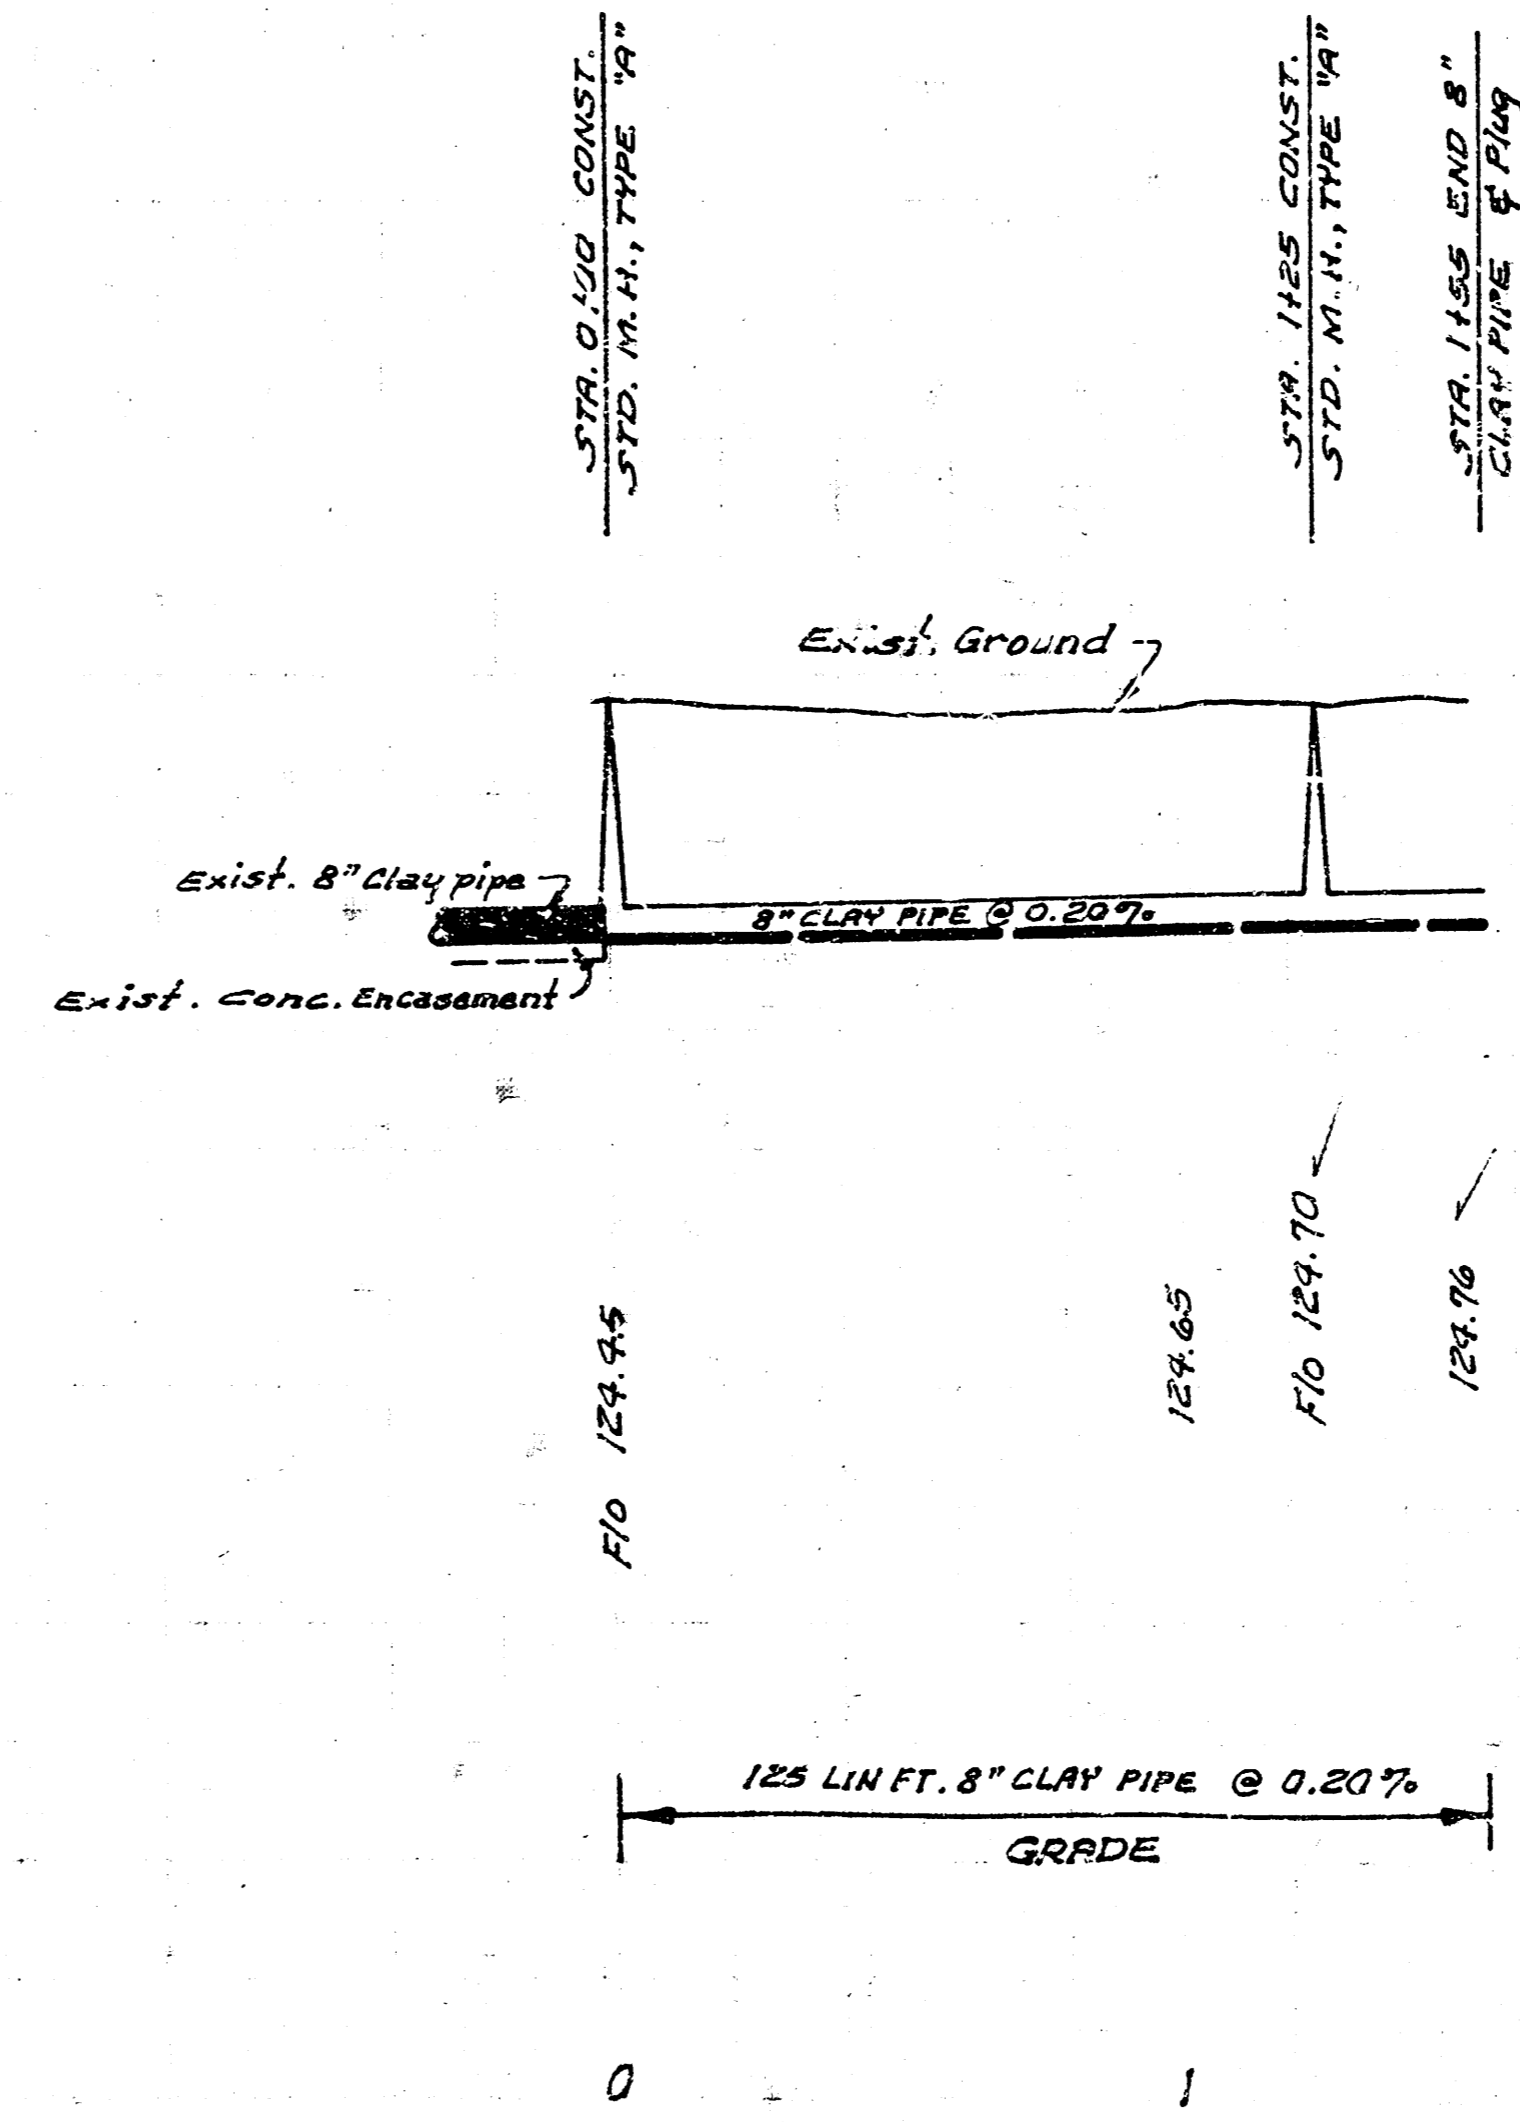 STA. 0+00 CONST.
STD. M.H., TYPE "A"
STA. 1+25 CONST.
STD. M.H., TYPE "A"
STA. 1+55 END 8"
CLAY PIPE & Plug
Exist. Ground
Exist. 8" Clay pipe
8" CLAY PIPE @ 0.20%
Exist. Conc. Encasement
F/O 124.45
124.65
F/O 124.70
124.76
125 LIN FT. 8" CLAY PIPE @ 0.20%
GRADE
0
1